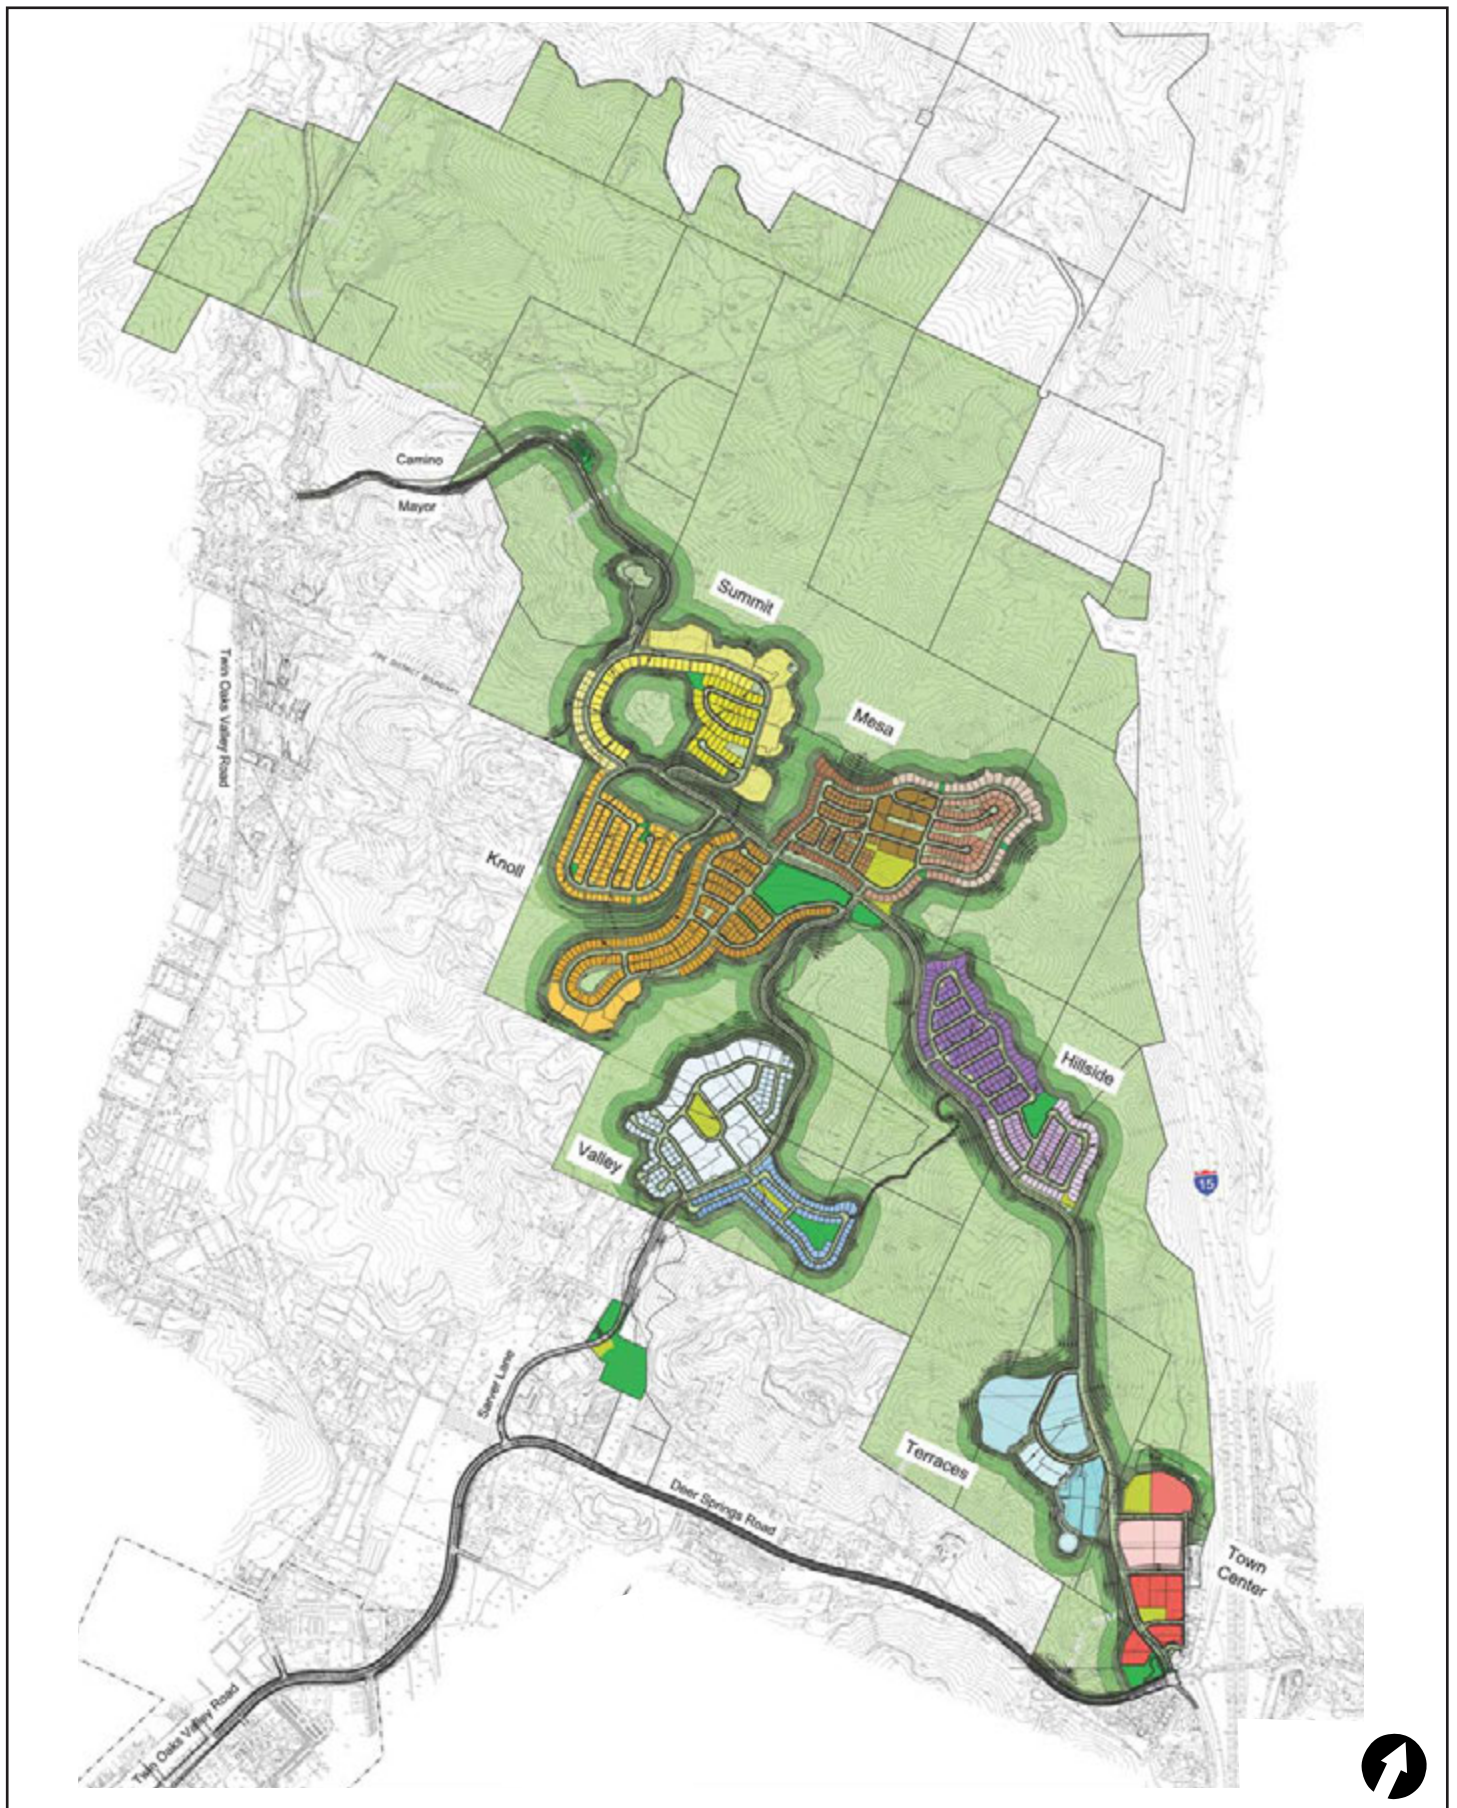 Camino
Mayor
Summit
Twin Oaks Valley Road
Mesa
Knoll
Hillside
Valley
15
Sarver Lane
Terraces
Deer Springs Road
Town
Center
Twin Oaks Valley Road